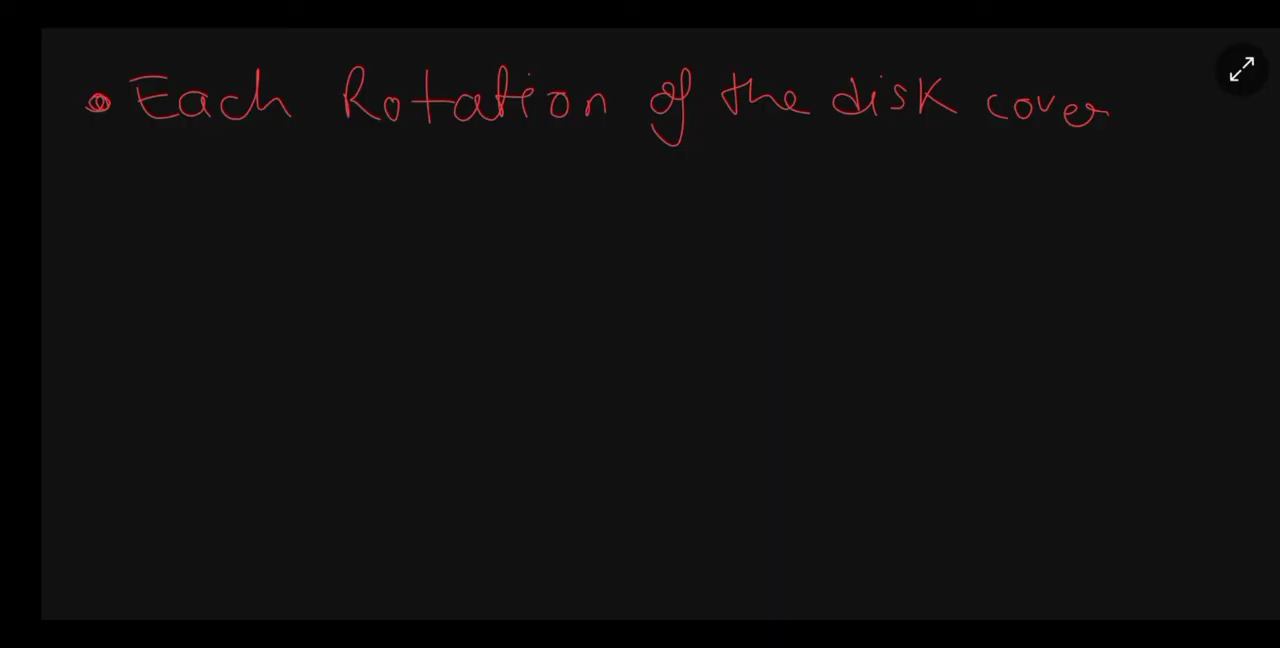 • Each Rotation of the disk cover